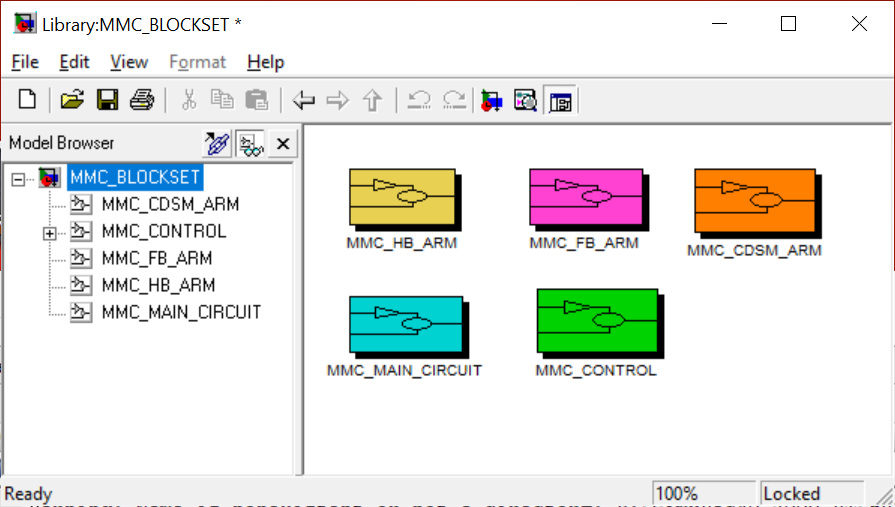 Library:MMC_BLOCKSET *
File Edit View Format Help
Model Browser
MMC_BLOCKSET
MMC_CDSM_ARM
MMC_CONTROL
MMC_FB_ARM
MMC_HB_ARM
MMC_MAIN_CIRCUIT
MMC_HB_ARM MMC_FB_ARM MMC_CDSM_ARM
MMC_MAIN_CIRCUIT MMC_CONTROL
Ready 100% Locked